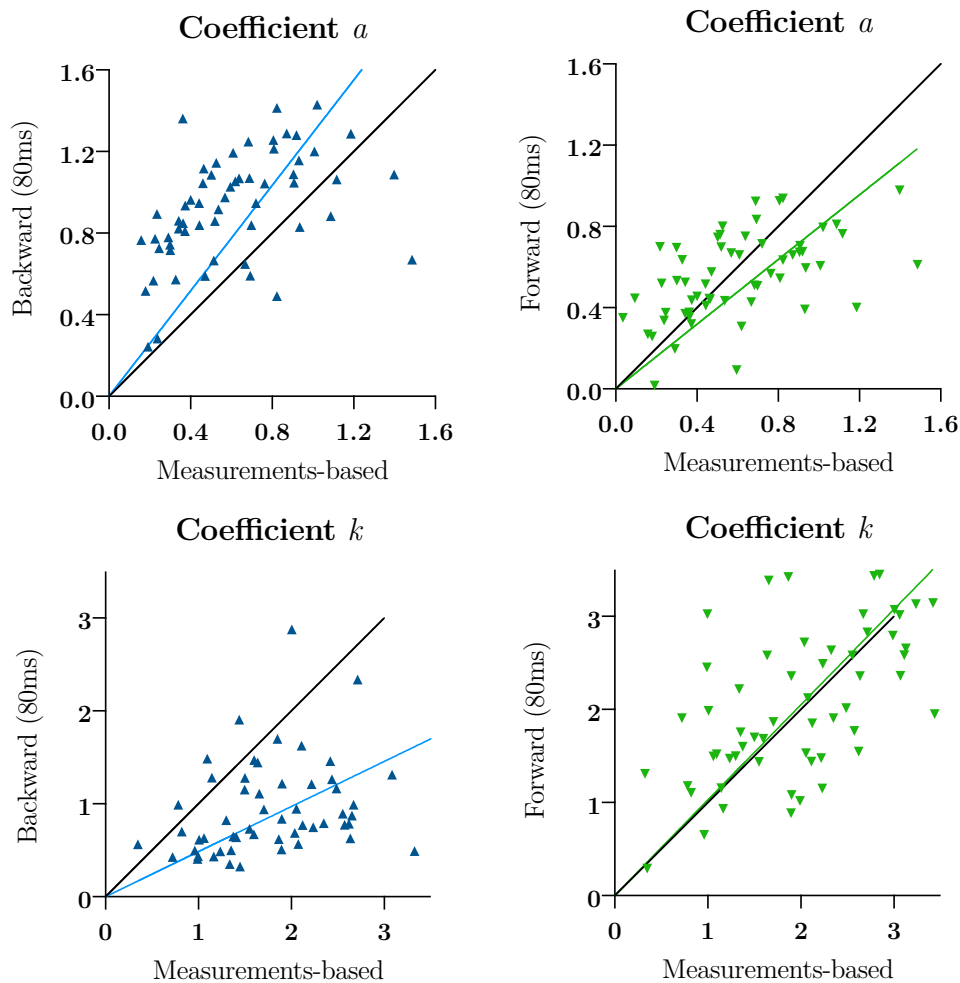 Coefficient a
Backward (80ms)
1.6
1.2
0.8
0.4
0.0
0.0 0.4 0.8 1.2 1.6
Measurements-based
Coefficient a
Forward (80ms)
1.6
1.2
0.8
0.4
0.0
0.0 0.4 0.8 1.2 1.6
Measurements-based
Coefficient k
Backward (80ms)
3
2
1
0
0 1 2 3
Measurements-based
Coefficient k
Forward (80ms)
3
2
1
0
0 1 2 3
Measurements-based